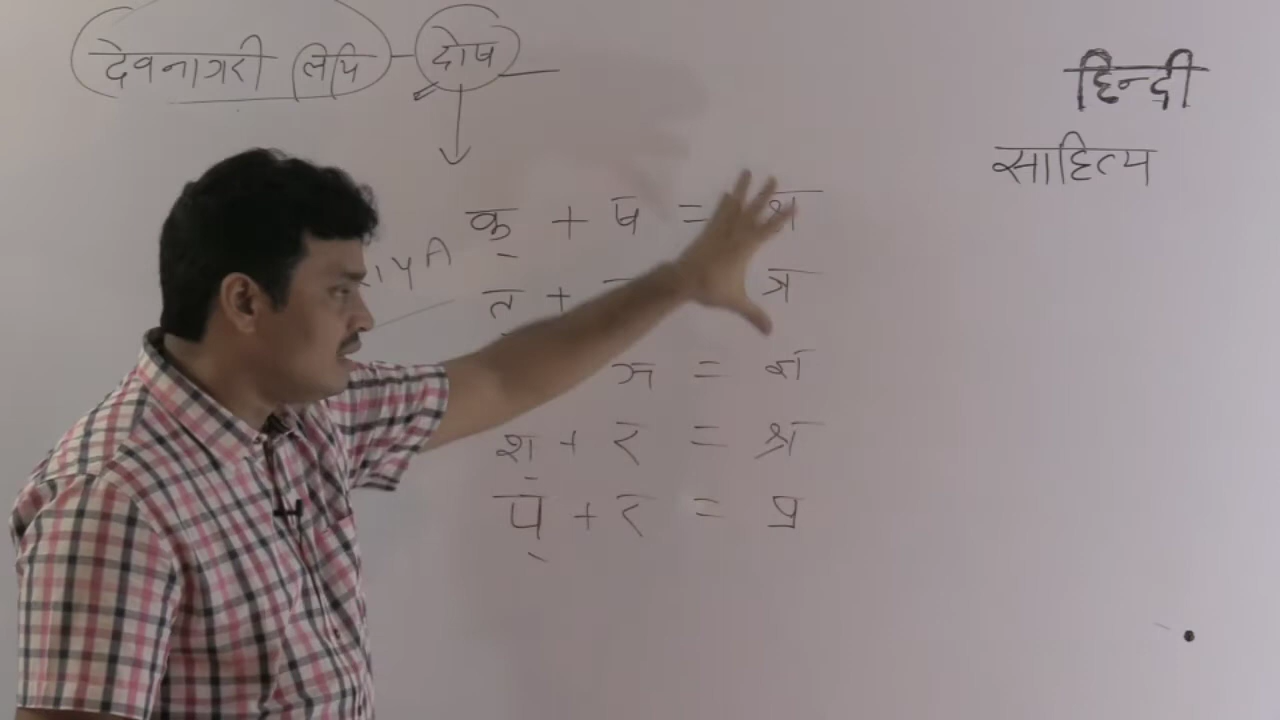 देवनागरी लिपि - दोष
हिन्दी
साहित्य
क् + ष = क्ष
त् + = त्र
ञ = ज्ञ
श् + र = श्र
प् + र = प्र